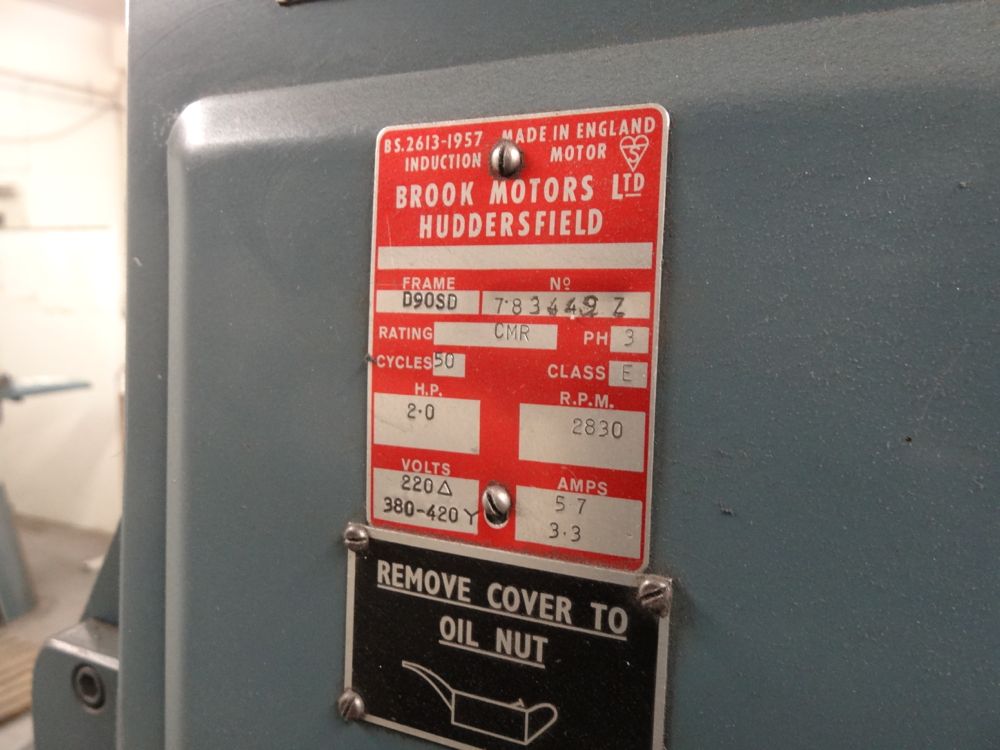 BS.2613-1957 MADE IN ENGLAND
INDUCTION MOTOR
BROOK MOTORS LTD
HUDDERSFIELD
FRAME Nº
D90SD
RATING CMR PH 3
CYCLES 50 CLASS E
H.P. R.P.M.
2.0 2830
VOLTS AMPS
220 Δ 5.7
380-420 Y 3.3
REMOVE COVER TO
OIL NUT